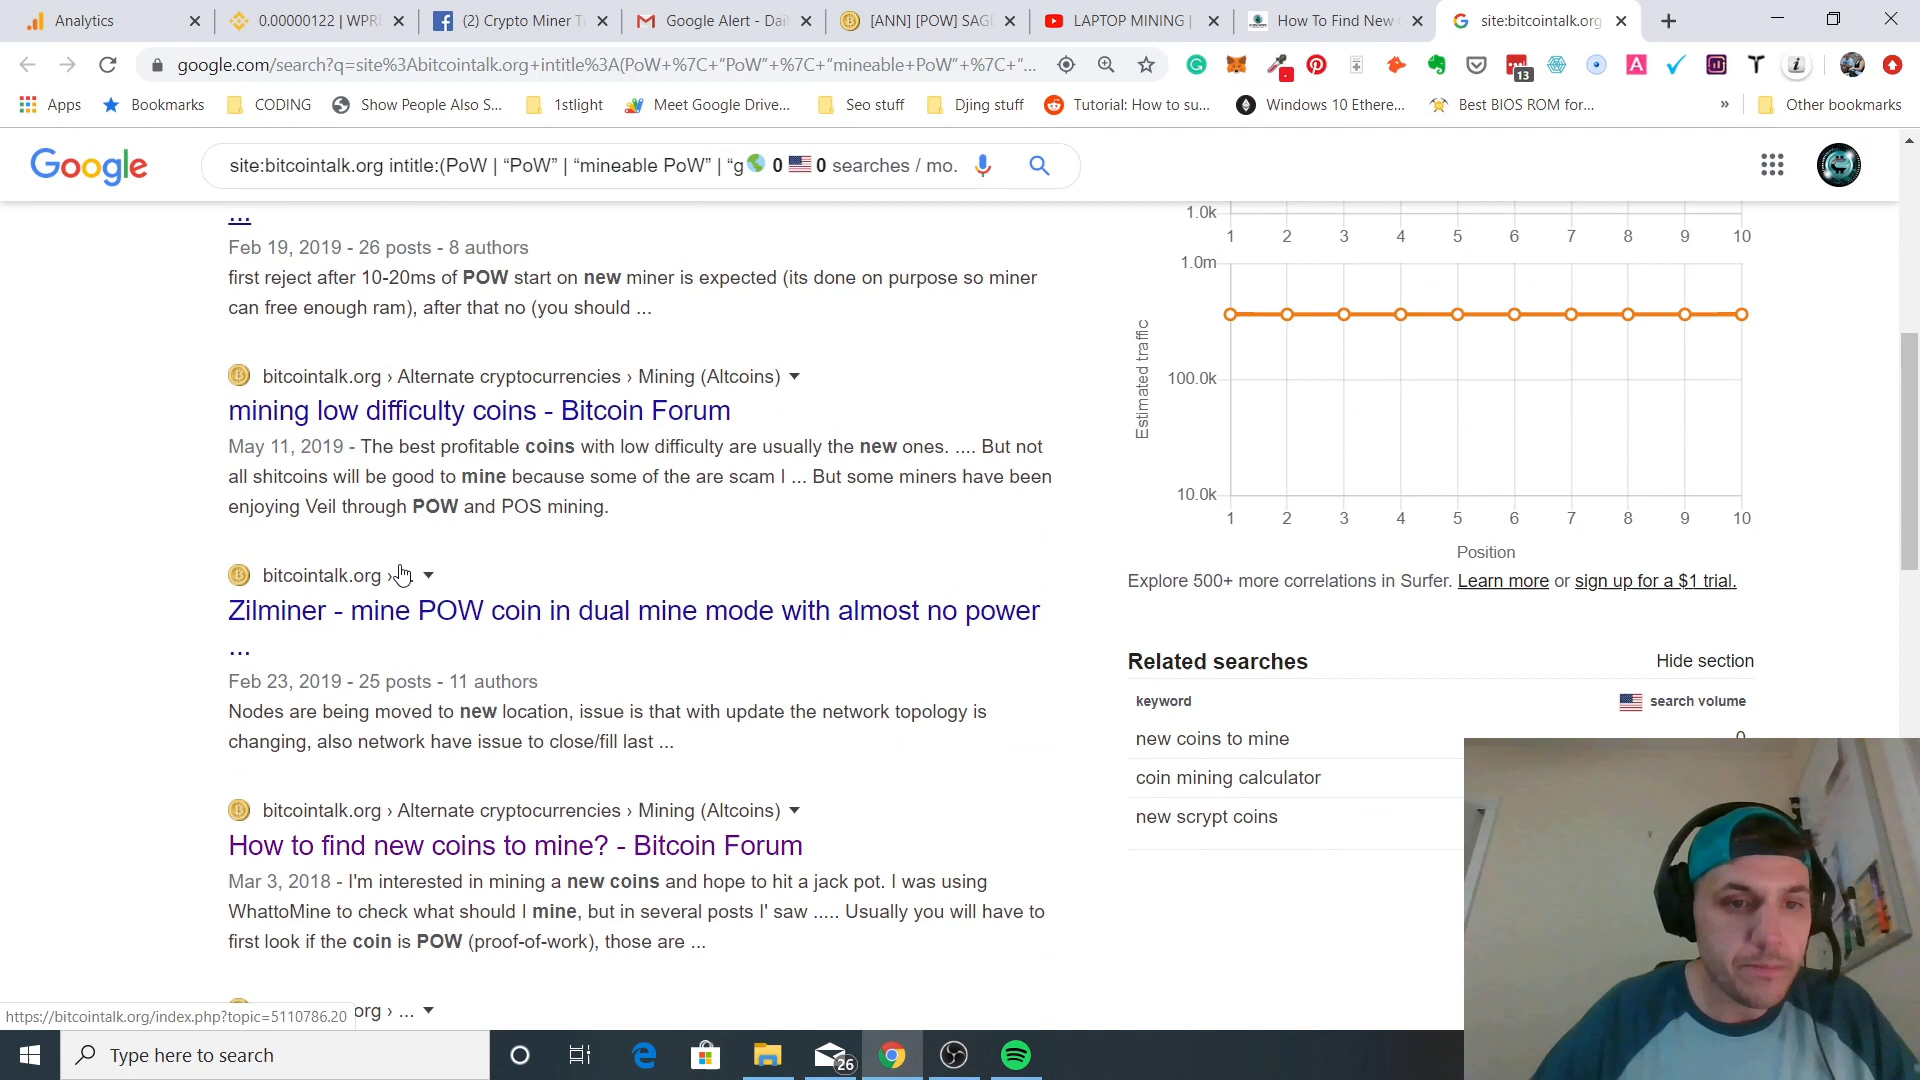 Analytics
0.00000122 | WPR
(2) Crypto Miner T
Google Alert - Dai
[ANN] [POW] SAG
LAPTOP MINING |
How To Find New
site:bitcointalk.org
google.com/search?q=site%3Abitcointalk.org+intitle%3A(PoW+%7C+"PoW"+%7C+"mineable+PoW"+%7C+"...
13
Apps
Bookmarks
CODING
Show People Also S...
1stlight
Meet Google Drive...
Seo stuff
Djing stuff
Tutorial: How to su...
Windows 10 Ethere...
Best BIOS ROM for...
»
Other bookmarks
Google
site:bitcointalk.org intitle:(PoW | “PoW” | “mineable PoW” | “g 0 0 searches / mo.
...
Feb 19, 2019 - 26 posts - 8 authors
first reject after 10-20ms of POW start on new miner is expected (its done on purpose so miner
can free enough ram), after that no (you should ...
bitcointalk.org › Alternate cryptocurrencies › Mining (Altcoins)
mining low difficulty coins - Bitcoin Forum
May 11, 2019 - The best profitable coins with low difficulty are usually the new ones. .... But not
all shitcoins will be good to mine because some of the are scam I ... But some miners have been
enjoying Veil through POW and POS mining.
bitcointalk.org ›
Zilminer - mine POW coin in dual mine mode with almost no power
...
Feb 23, 2019 - 25 posts - 11 authors
Nodes are being moved to new location, issue is that with update the network topology is
changing, also network have issue to close/fill last ...
bitcointalk.org › Alternate cryptocurrencies › Mining (Altcoins)
How to find new coins to mine? - Bitcoin Forum
Mar 3, 2018 - I'm interested in mining a new coins and hope to hit a jack pot. I was using
WhattoMine to check what should I mine, but in several posts I' saw ..... Usually you will have to
first look if the coin is POW (proof-of-work), those are ...
org › ...
https://bitcointalk.org/index.php?topic=5110786.20
1.0k
1 2 3 4 5 6 7 8 9 10
1.0m
100.0k
10.0k
Estimated traffic
1 2 3 4 5 6 7 8 9 10
Position
Explore 500+ more correlations in Surfer. Learn more or sign up for a $1 trial.
Related searches
Hide section
keyword
search volume
new coins to mine
0
coin mining calculator
new scrypt coins
Type here to search
26